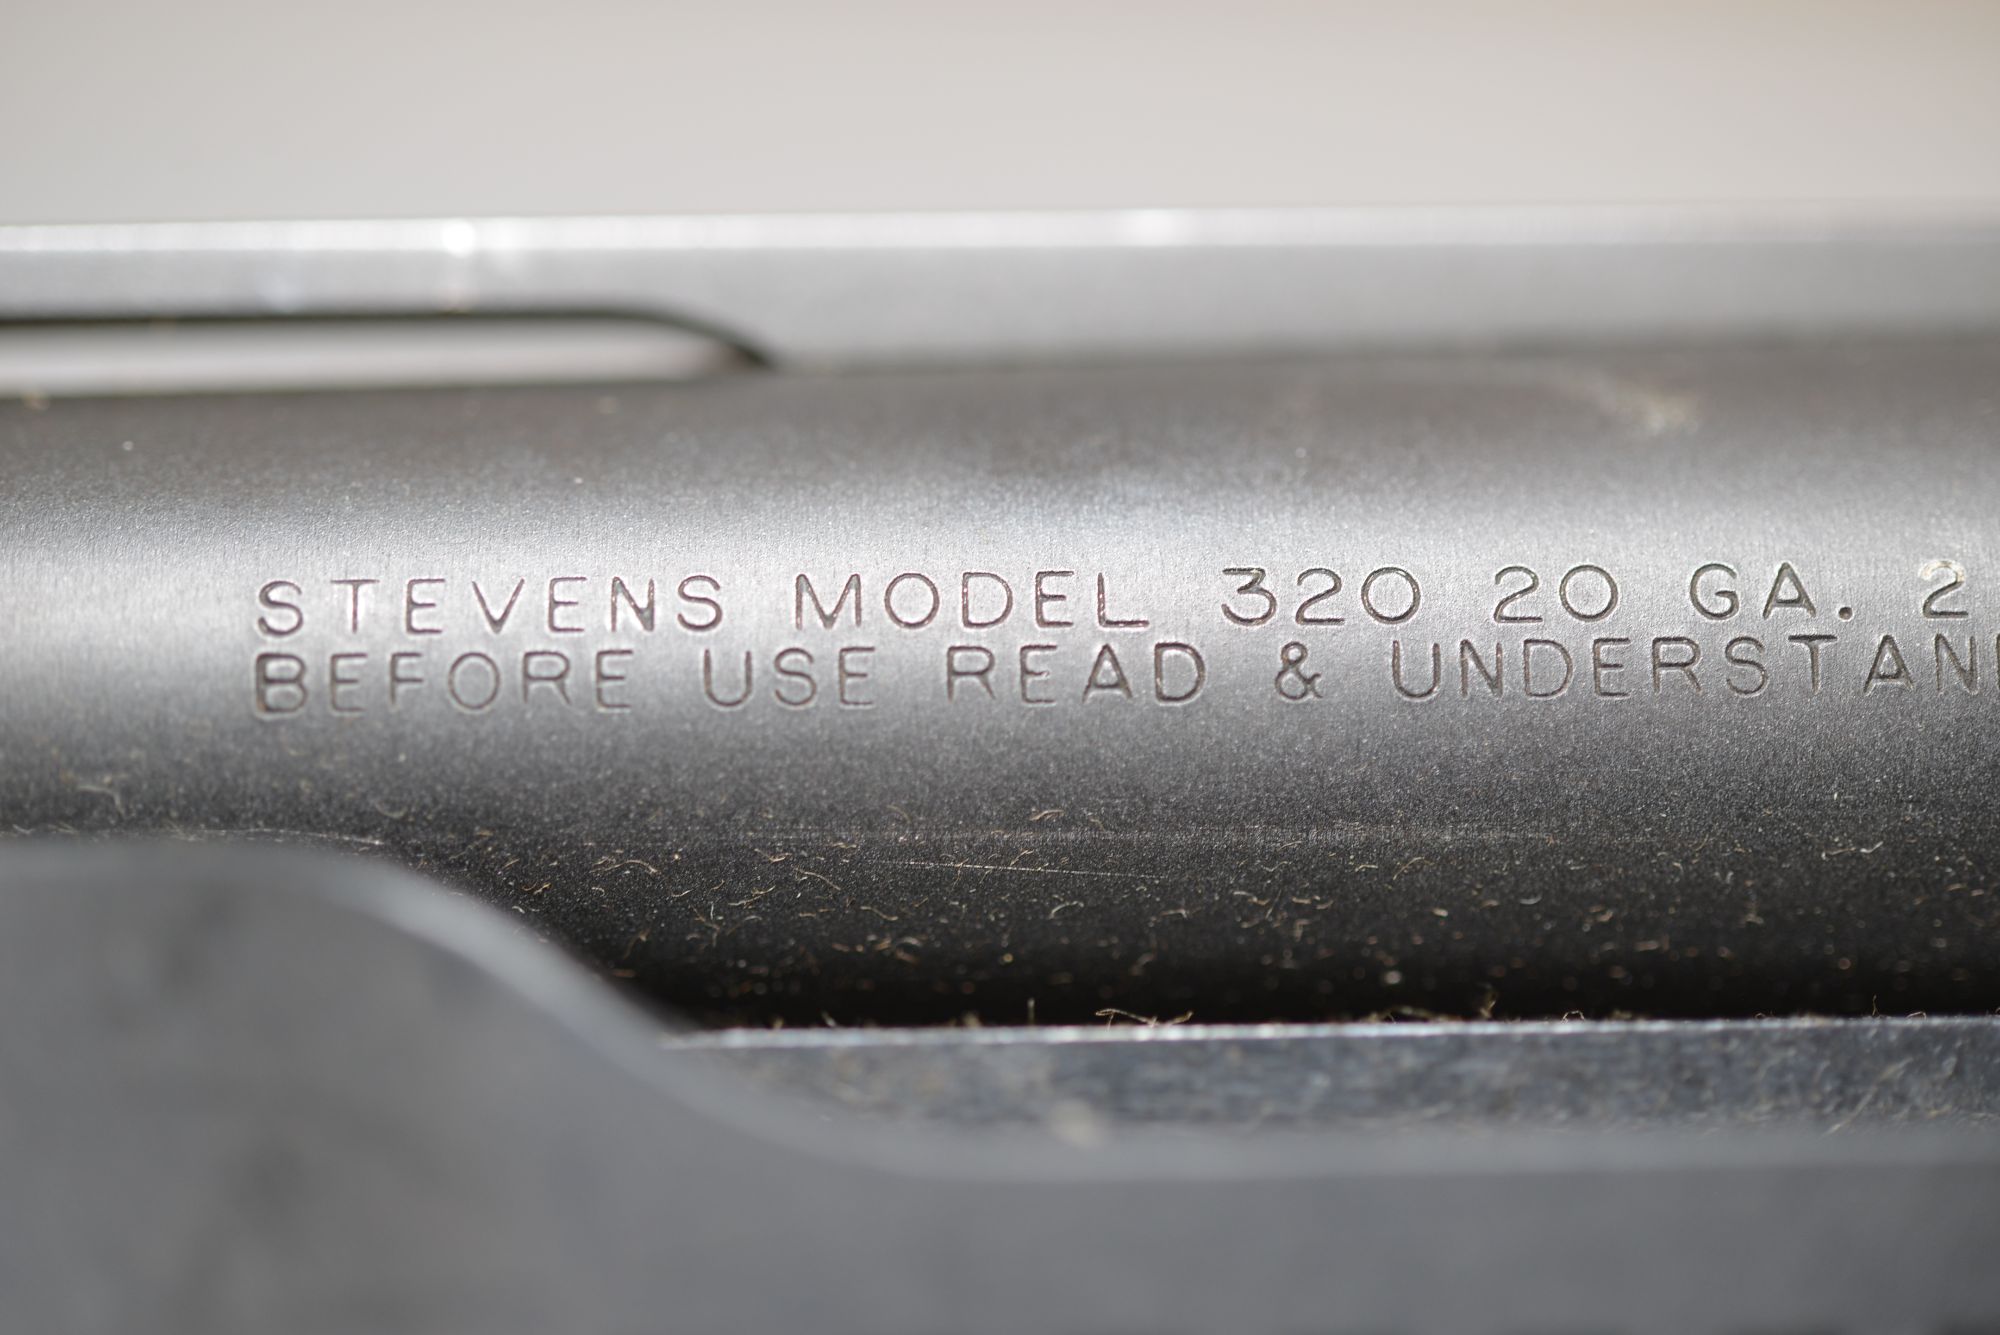 STEVENS MODEL 320 20 GA. 2
BEFORE USE READ & UNDERSTAN